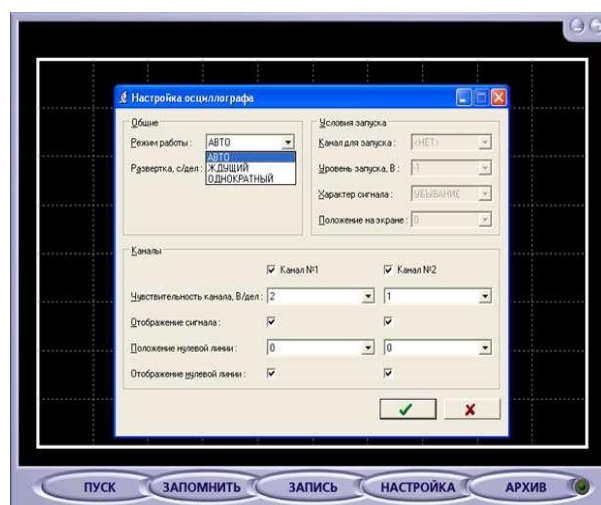 Настройка осциллографа
Общие
Режим работы : АВТО
АВТО
ЖДУЩИЙ
ОДНОКРАТНЫЙ
Развертка, с/дел :
Условия запуска
Канал для запуска : <НЕТ>
Уровень запуска, В : -1
Характер сигнала : УБЫВАНИЕ
Положение на экране : 0
Каналы
Канал №1 Канал №2
Чувствительность канала, В/дел : 2 1
Отображение сигнала :
Положение нулевой линии : 0 0
Отображение нулевой линии :
ПУСК ЗАПОМНИТЬ ЗАПИСЬ НАСТРОЙКА АРХИВ